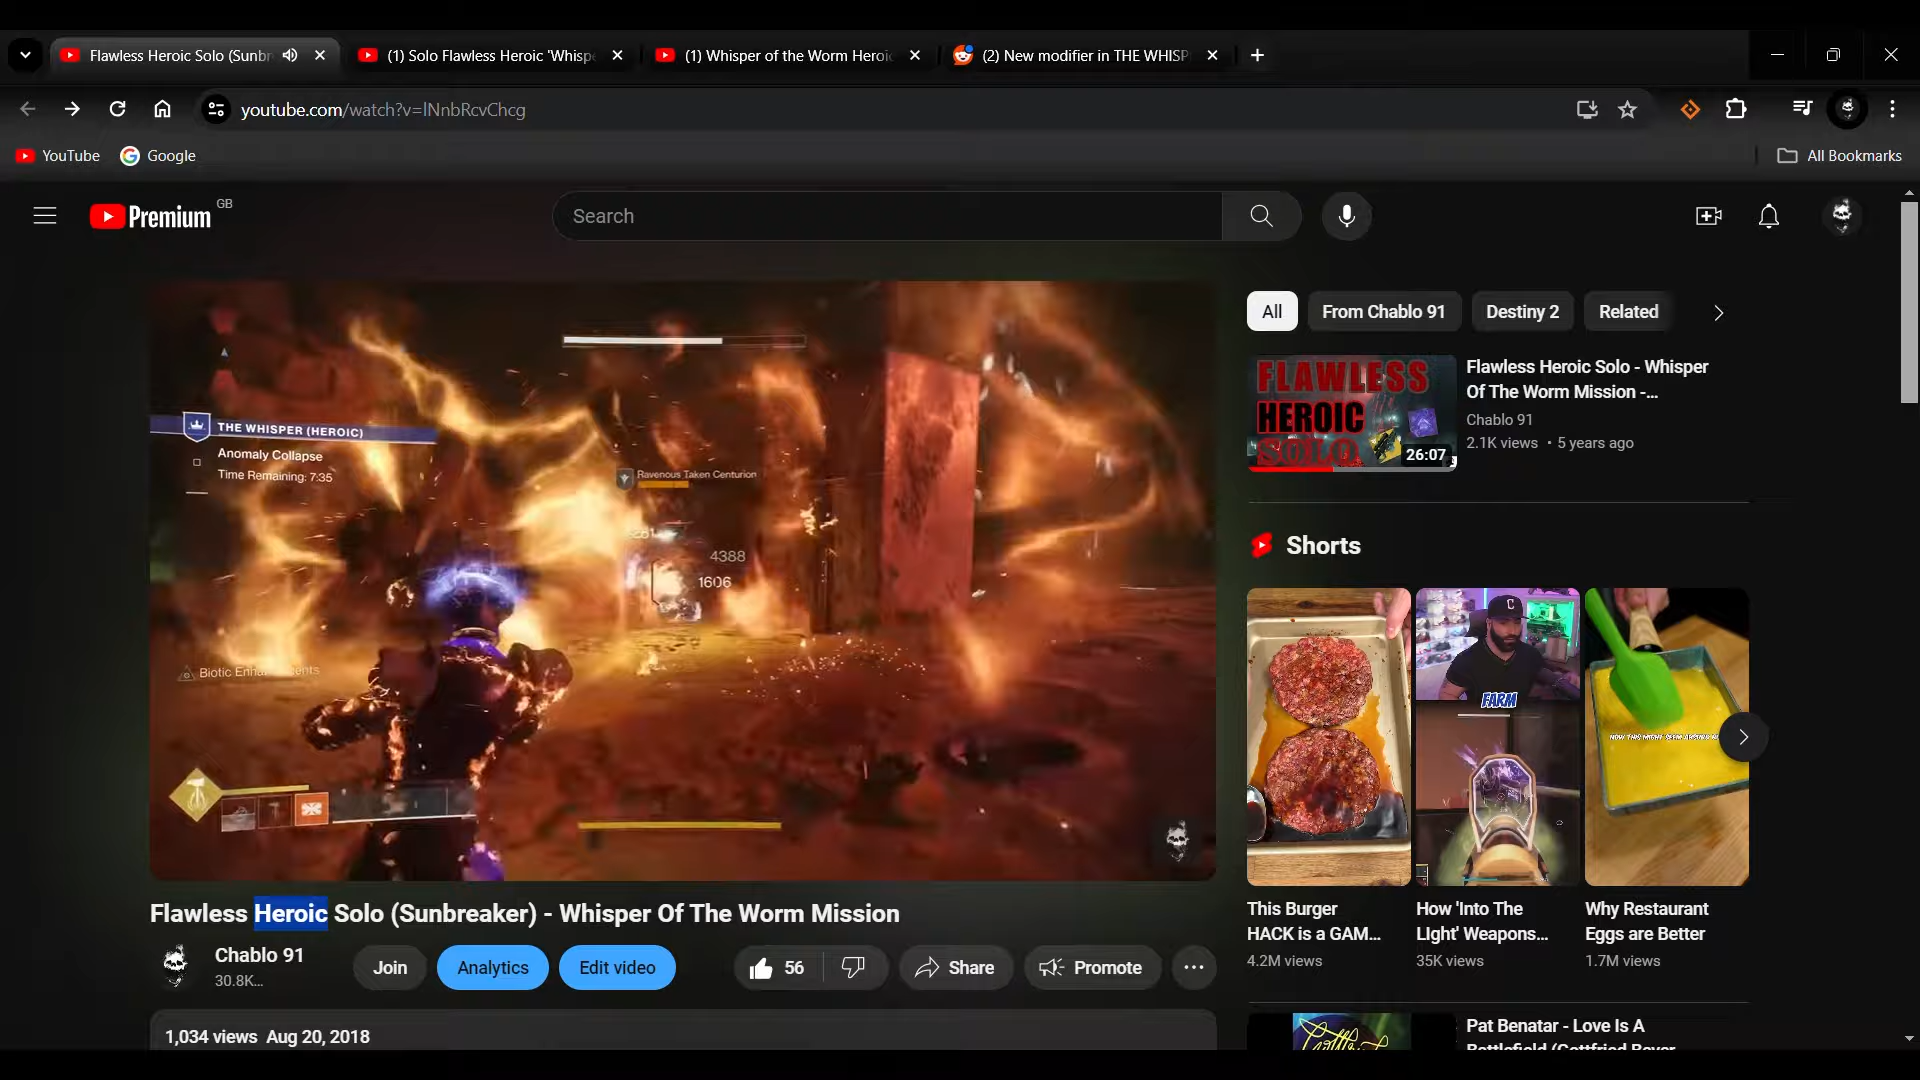 Flawless Heroic Solo (Sunbr
(1) Solo Flawless Heroic 'Whisp
(1) Whisper of the Worm Heroi
(2) New modifier in THE WHISP
youtube.com/watch?v=lNnbRcvChcg
YouTube
Google
All Bookmarks
Premium
GB
Search
All
From Chablo 91
Destiny 2
Related
THE WHISPER (HEROIC)
Anomaly Collapse
Time Remaining: 7:35
Ravenous Taken Centurion
4388
1606
FLAWLESS
HEROIC
SOLO
26:07
Flawless Heroic Solo - Whisper
Of The Worm Mission -...
Chablo 91
2.1K views • 5 years ago
Shorts
FARM
This Burger
HACK is a GAM...
4.2M views
How 'Into The
LIght' Weapons...
35K views
Why Restaurant
Eggs are Better
1.7M views
Flawless Heroic Solo (Sunbreaker) - Whisper Of The Worm Mission
Chablo 91
30.8K...
Join
Analytics
Edit video
56
Share
Promote
1,034 views Aug 20, 2018
Pat Benatar - Love Is A